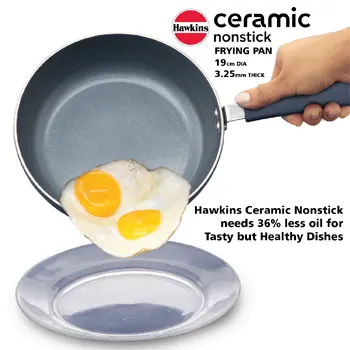 Hawkins
ceramic
nonstick
FRYING PAN
19cm DIA
3.25mm THICK
Hawkins Ceramic Nonstick
needs 36% less oil for
Tasty but Healthy Dishes